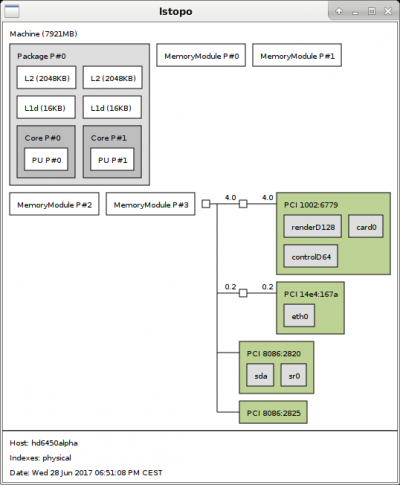 lstopo
Machine (7921MB)
Package P#0
MemoryModule P#0
MemoryModule P#1
L2 (2048KB)
L2 (2048KB)
L1d (16KB)
L1d (16KB)
Core P#0
Core P#1
PU P#0
PU P#1
MemoryModule P#2
MemoryModule P#3
4.0
4.0
PCI 1002:6779
renderD128
card0
controlD64
0.2
0.2
PCI 14e4:167a
eth0
PCI 8086:2820
sda
sr0
PCI 8086:2825
Host: hd6450alpha
Indexes: physical
Date: Wed 28 Jun 2017 06:51:08 PM CEST